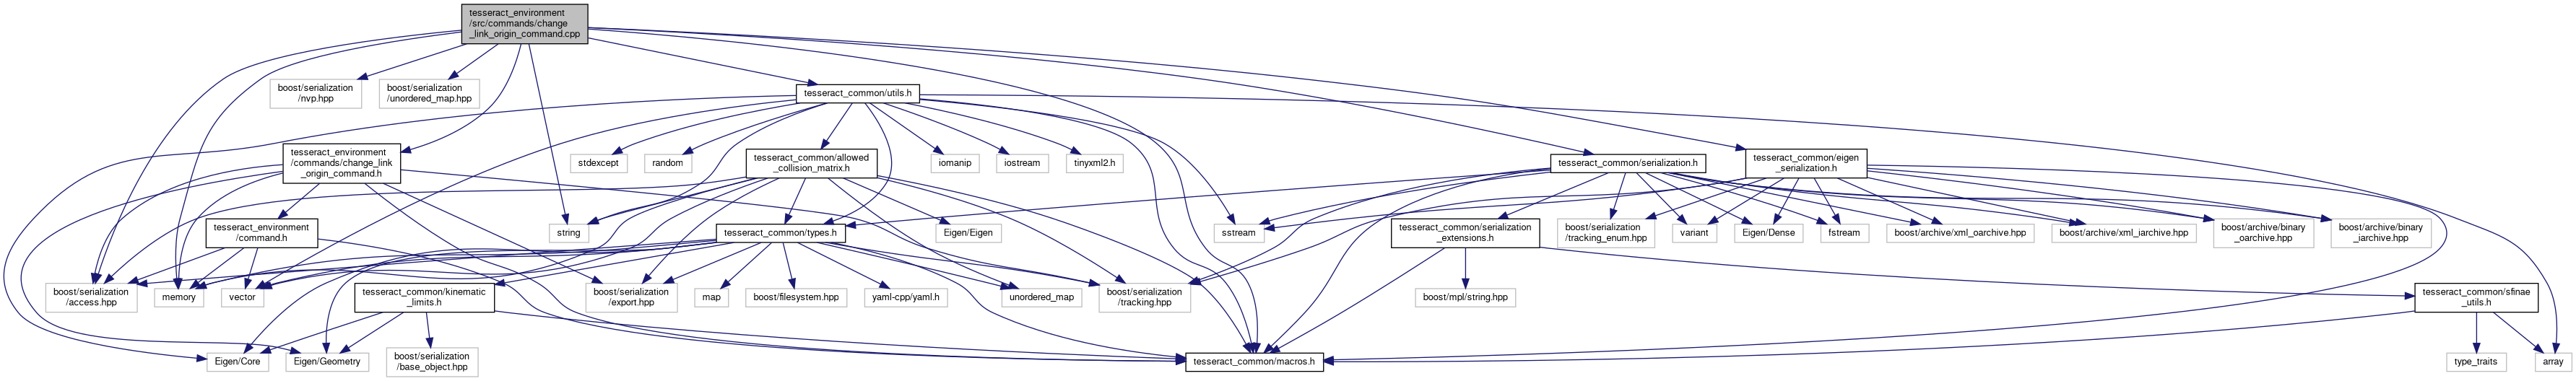 tesseract_environment
/src/commands/change
_link_origin_command.cpp
boost/serialization
/nvp.hpp
boost/serialization
/unordered_map.hpp
tesseract_common/utils.h
tesseract_environment
/commands/change_link
_origin_command.h
stdexcept
random
tesseract_common/allowed
_collision_matrix.h
iomanip
iostream
tinyxml2.h
tesseract_common/serialization.h
tesseract_common/eigen
_serialization.h
tesseract_environment
/command.h
string
tesseract_common/types.h
Eigen/Eigen
sstream
tesseract_common/serialization
_extensions.h
boost/serialization
/tracking_enum.hpp
variant
Eigen/Dense
fstream
boost/archive/xml_oarchive.hpp
boost/archive/xml_iarchive.hpp
boost/archive/binary
_oarchive.hpp
boost/archive/binary
_iarchive.hpp
boost/serialization
/access.hpp
memory
vector
tesseract_common/kinematic
_limits.h
boost/serialization
/export.hpp
map
boost/filesystem.hpp
yaml-cpp/yaml.h
unordered_map
boost/serialization
/tracking.hpp
boost/mpl/string.hpp
tesseract_common/sfinae
_utils.h
Eigen/Core
Eigen/Geometry
boost/serialization
/base_object.hpp
tesseract_common/macros.h
type_traits
array